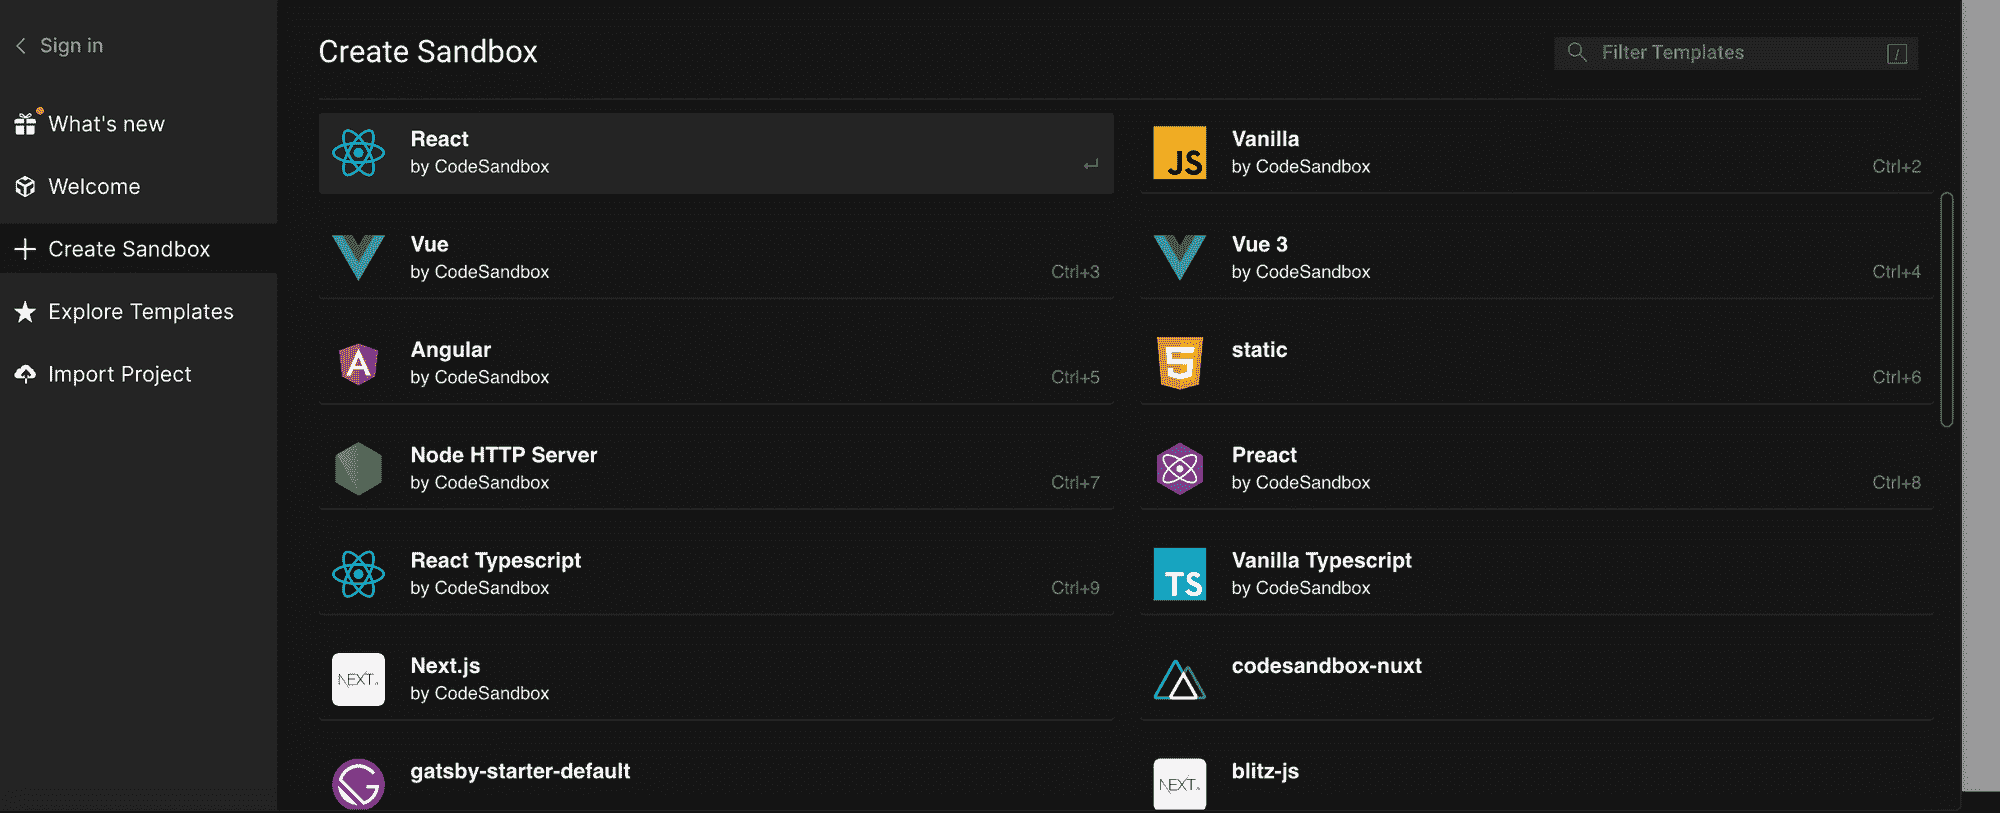 Sign in
What's new
Welcome
Create Sandbox
Explore Templates
Import Project
Create Sandbox
Filter Templates
/
React
by CodeSandbox
JS
Vanilla
by CodeSandbox
Ctrl+2
Vue
by CodeSandbox
Ctrl+3
Vue 3
by CodeSandbox
Ctrl+4
A
Angular
by CodeSandbox
Ctrl+5
5
static
Ctrl+6
Node HTTP Server
by CodeSandbox
Ctrl+7
Preact
by CodeSandbox
Ctrl+8
React Typescript
by CodeSandbox
Ctrl+9
TS
Vanilla Typescript
by CodeSandbox
NEXT
Next.js
by CodeSandbox
codesandbox-nuxt
gatsby-starter-default
NEXT
blitz-js